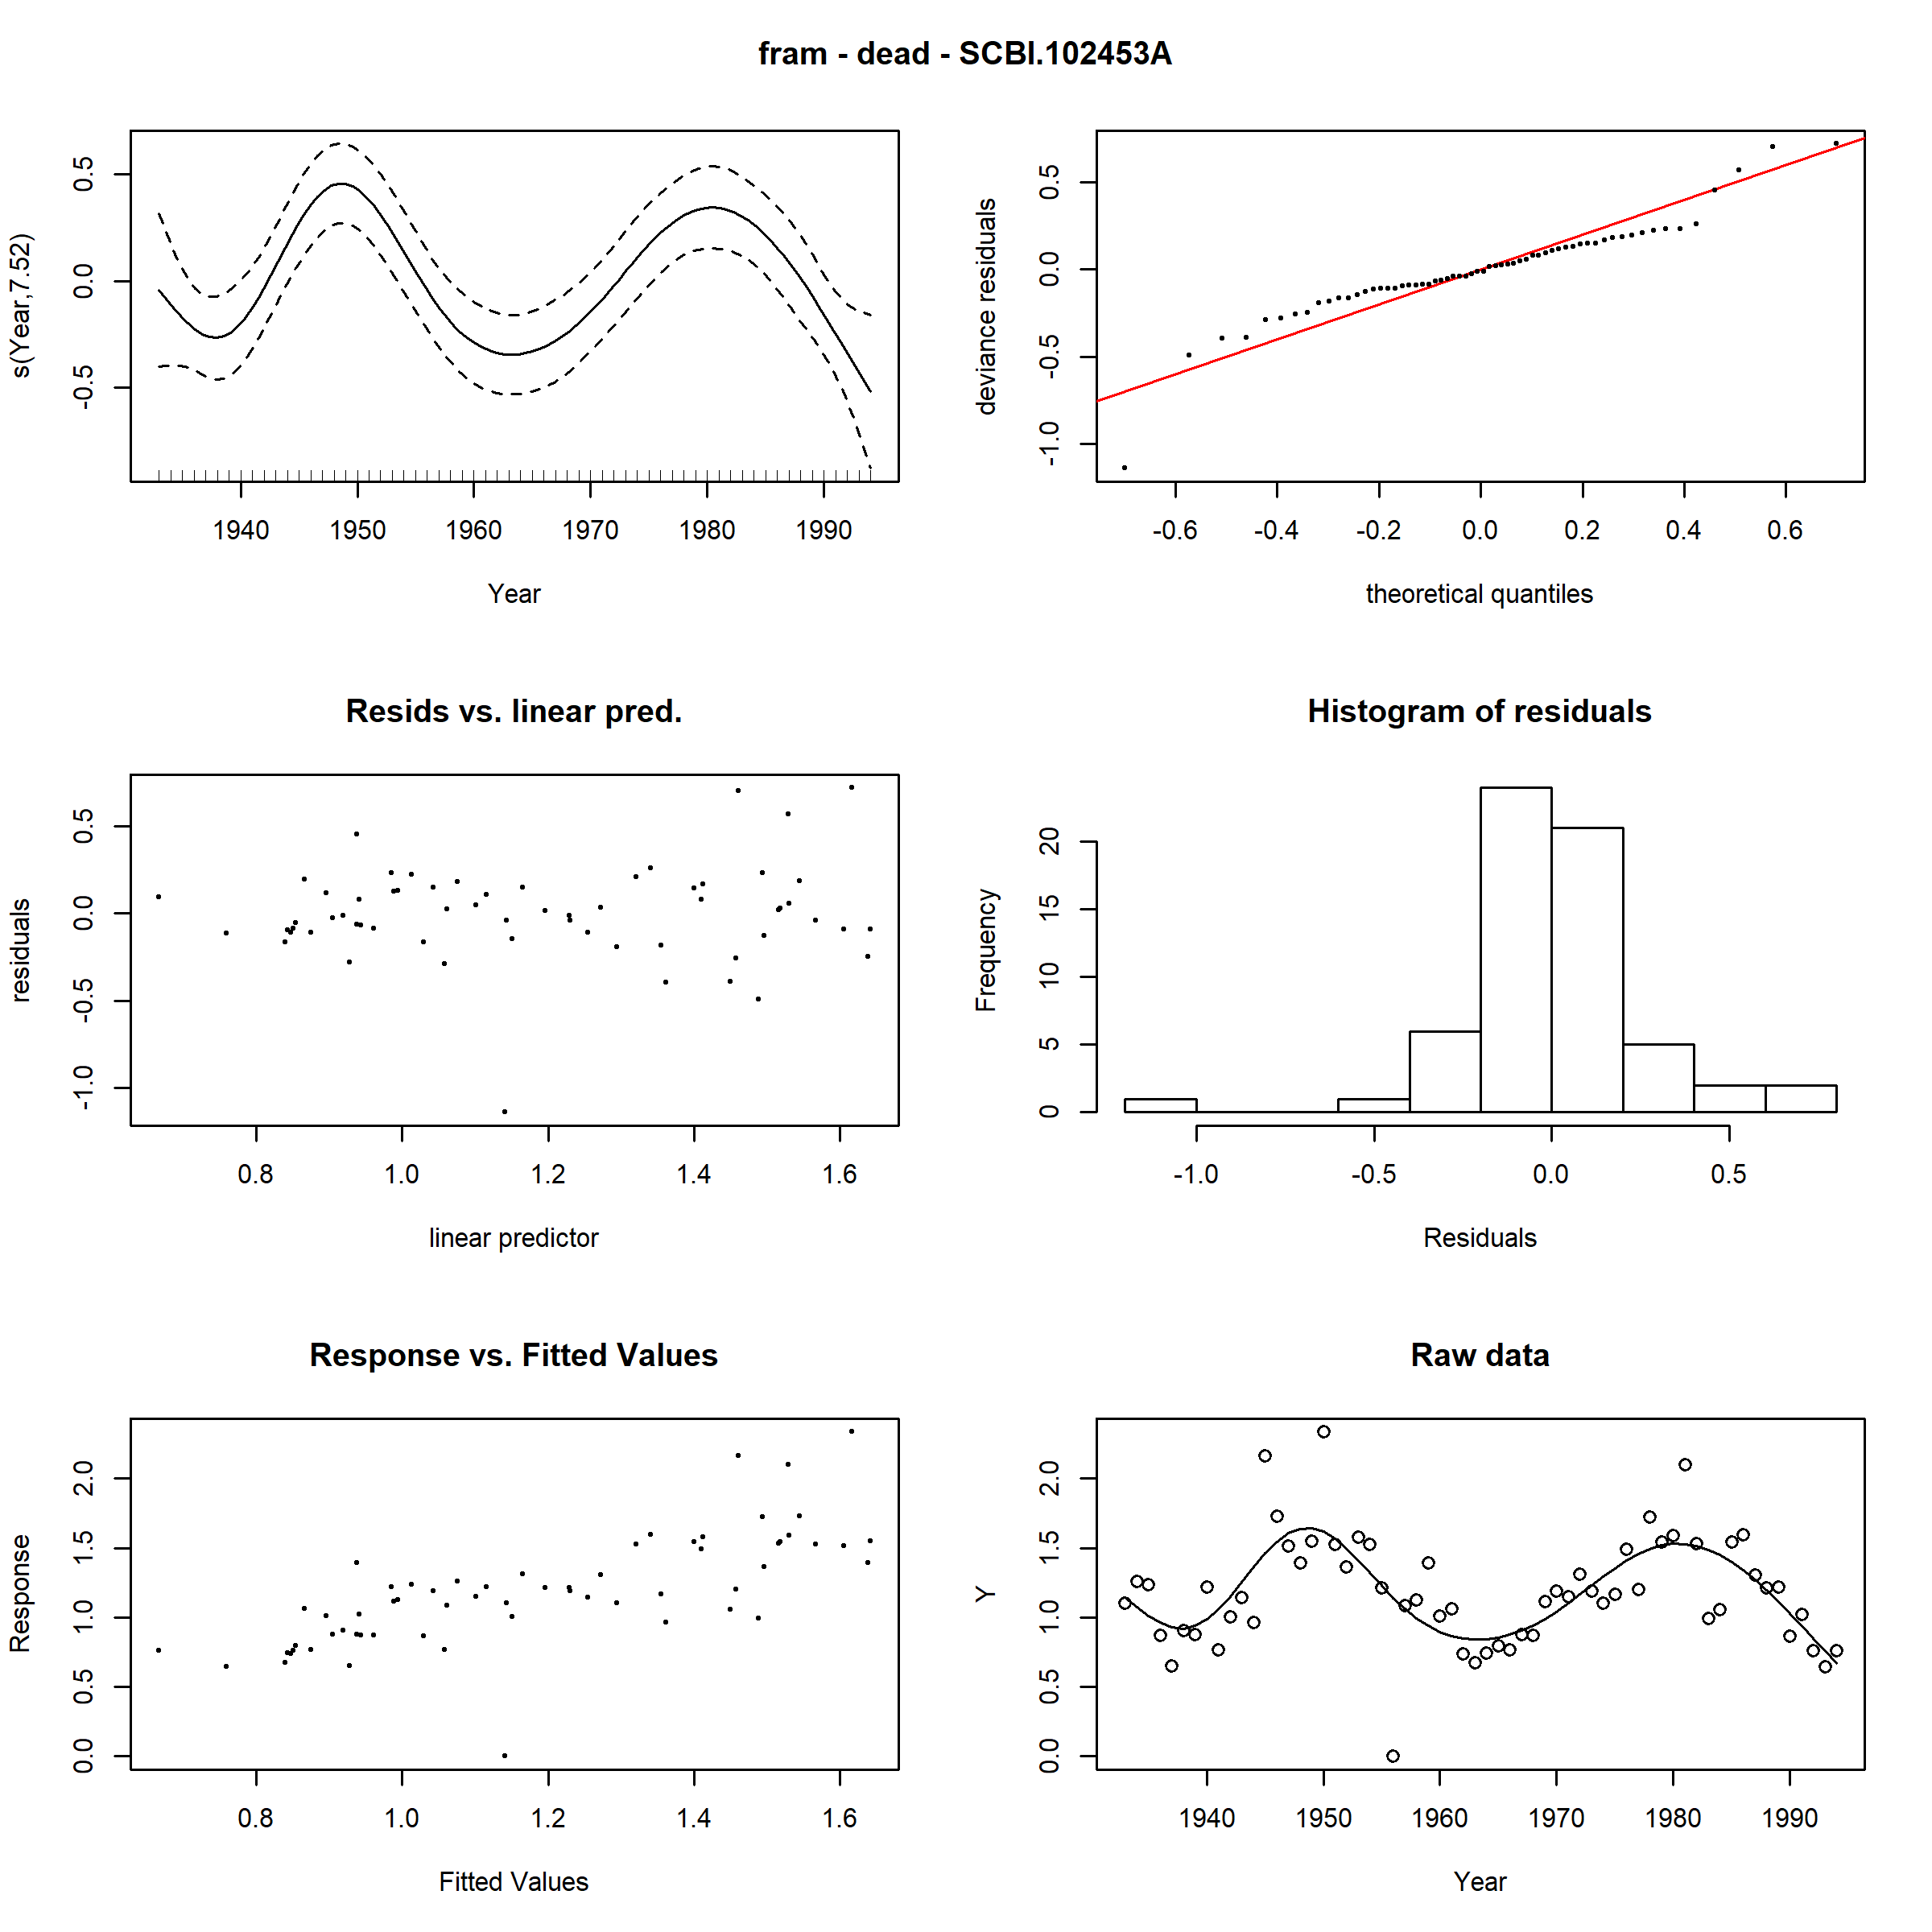 fram - dead - SCBI.102453A
s(Year,7.52)
-0.5 0.0 0.5
1940 1950 1960 1970 1980 1990
Year
deviance residuals
-1.0 -0.5 0.0 0.5
-0.6 -0.4 -0.2 0.0 0.2 0.4 0.6
theoretical quantiles
Resids vs. linear pred.
residuals
-1.0 -0.5 0.0 0.5
0.8 1.0 1.2 1.4 1.6
linear predictor
Histogram of residuals
Frequency
0 5 10 15 20
-1.0 -0.5 0.0 0.5
Residuals
Response vs. Fitted Values
Response
0.0 0.5 1.0 1.5 2.0
0.8 1.0 1.2 1.4 1.6
Fitted Values
Raw data
Y
0.0 0.5 1.0 1.5 2.0
1940 1950 1960 1970 1980 1990
Year